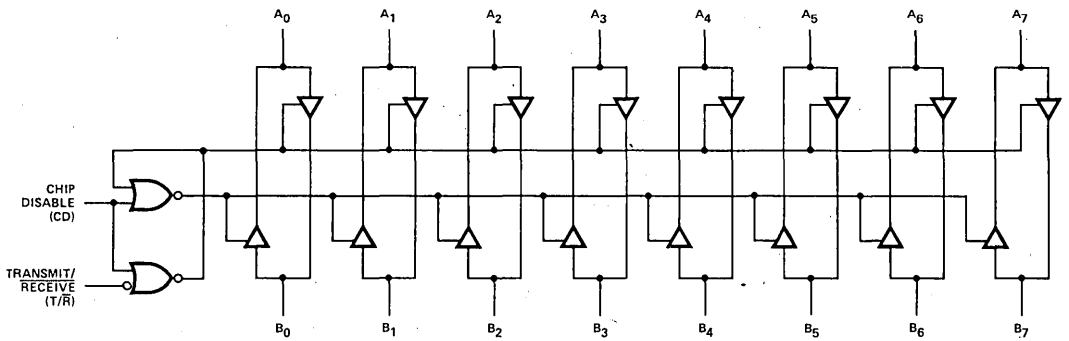 A0 A1 A2 A3 A4 A5 A6 A7
CHIP
DISABLE
(CD)
TRANSMIT/
RECEIVE
(T/R̅)
B0 B1 B2 B3 B4 B5 B6 B7